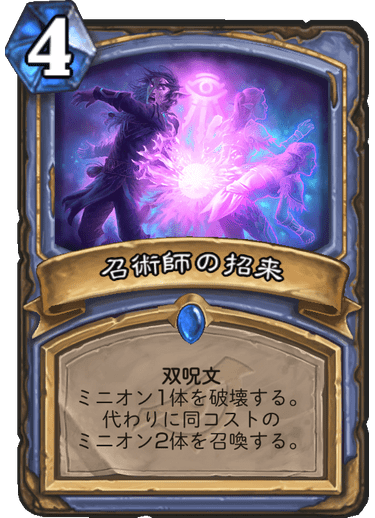 4
召術師の招来
双呪文
ミニオン1体を破壊する。
代わりに同コストの
ミニオン2体を召喚する。